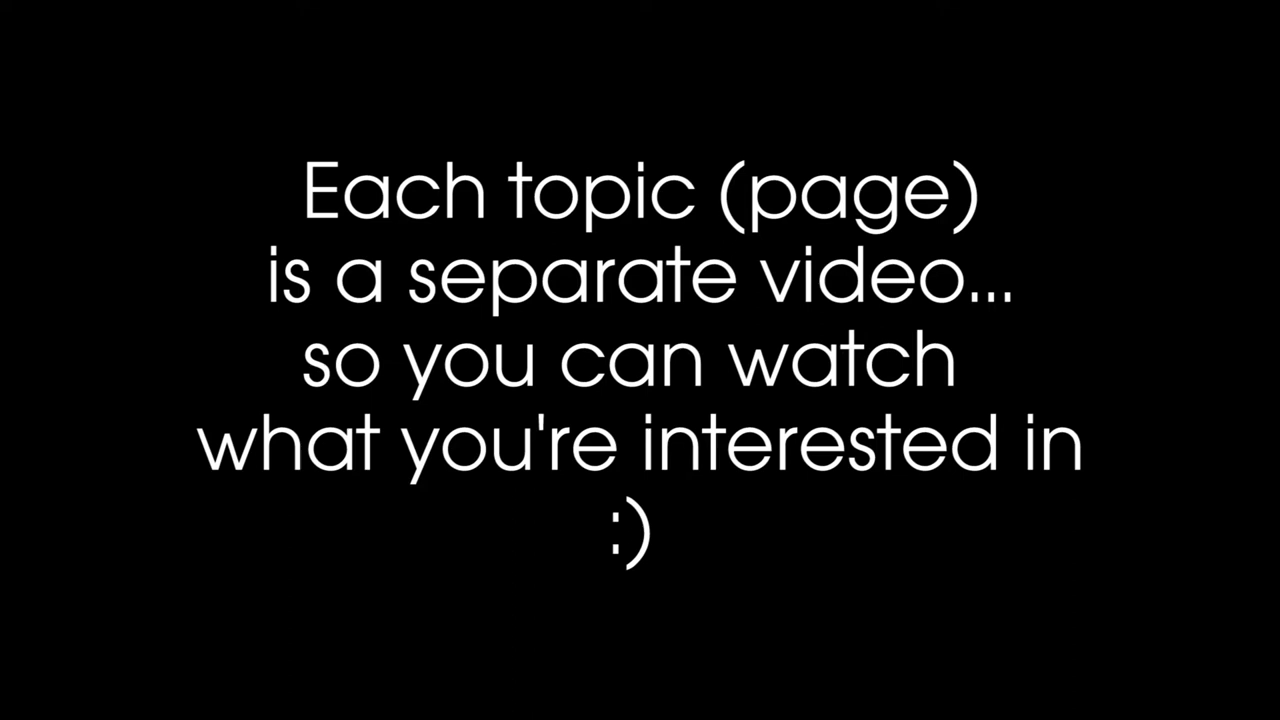 Each topic (page)
is a separate video...
so you can watch
what you're interested in
:)